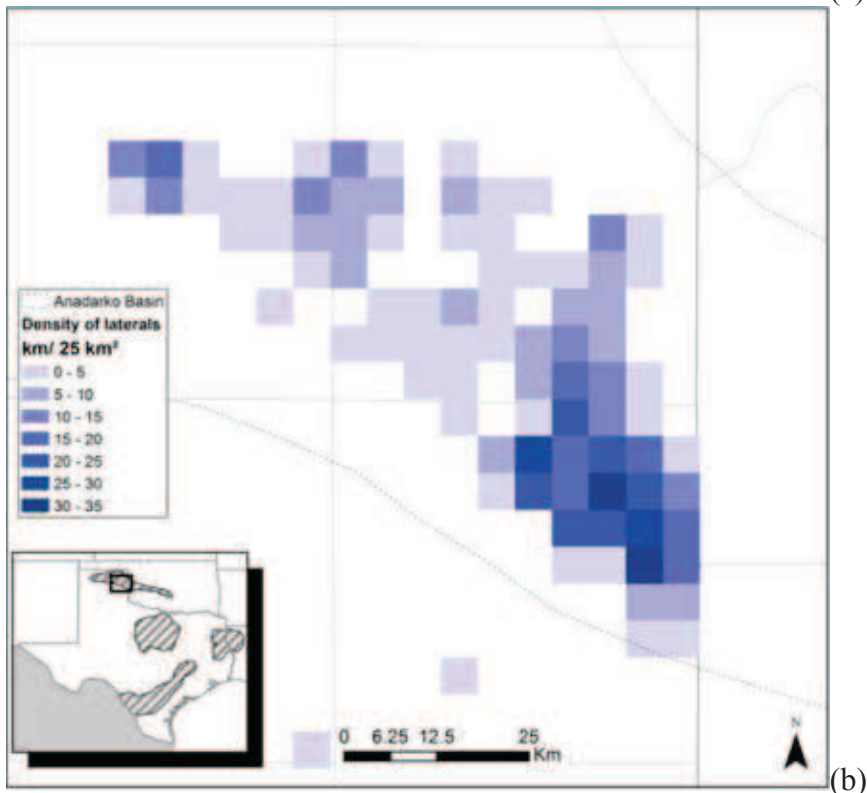 Anadarko Basin
Density of laterals
km/ 25 km²
0 - 5
5 - 10
10 - 15
15 - 20
20 - 25
25 - 30
30 - 35
0 6.25 12.5 25
Km
N
(b)